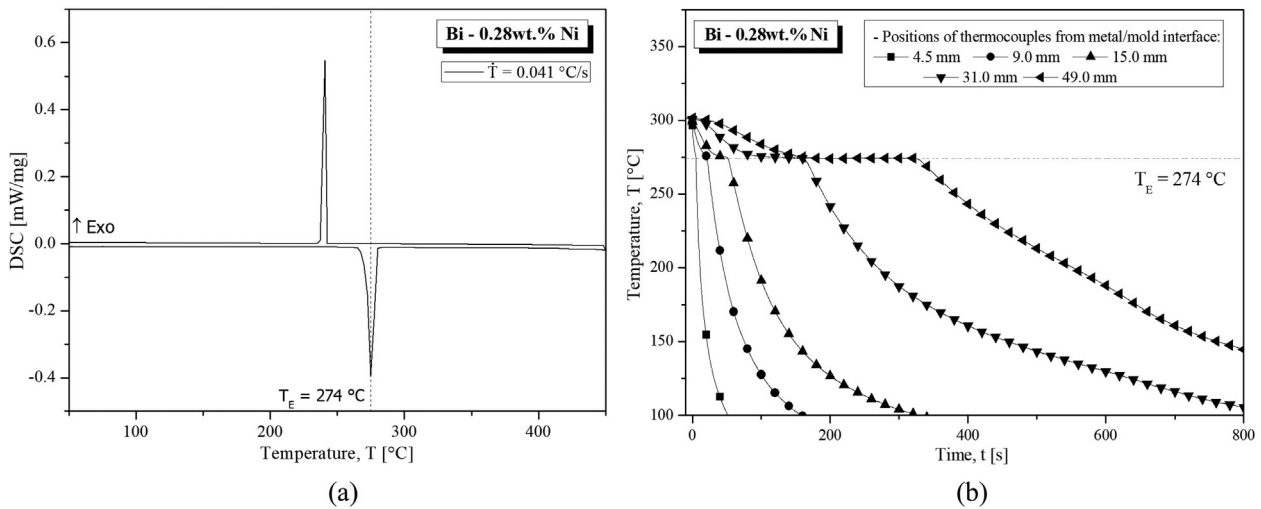 Bi - 0.28wt.% Ni
Ṫ = 0.041 °C/s
0.6
0.4
0.2
0.0
-0.2
-0.4
DSC [mW/mg]
↑ Exo
T_E = 274 °C
100
200
300
400
Temperature, T [°C]
(a)
Bi - 0.28wt.% Ni
- Positions of thermocouples from metal/mold interface:
4.5 mm 9.0 mm 15.0 mm
31.0 mm 49.0 mm
350
300
250
200
150
100
Temperature, T [°C]
T_E = 274 °C
0
200
400
600
800
Time, t [s]
(b)